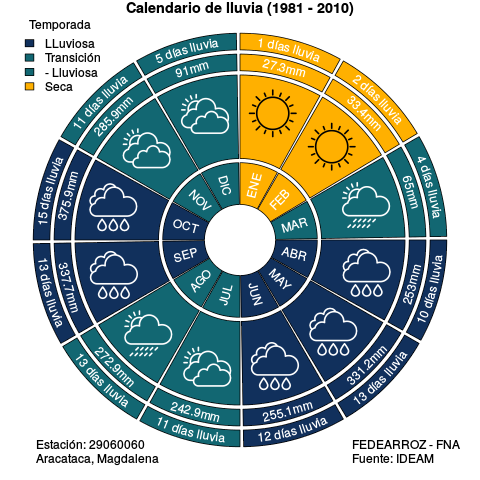 Calendario de lluvia (1981 - 2010)
Temporada
LLuviosa
Transición
- Lluviosa
Seca
1 días lluvia
27.3mm
ENE
2 días lluvia
33.4mm
FEB
4 días lluvia
65mm
MAR
10 días lluvia
253mm
ABR
13 días lluvia
331.2mm
MAY
12 días lluvia
255.1mm
JUN
11 días lluvia
242.9mm
JUL
13 días lluvia
272.9mm
AGO
13 días lluvia
337.7mm
SEP
15 días lluvia
375.9mm
OCT
11 días lluvia
285.9mm
NOV
5 días lluvia
91mm
DIC
Estación: 29060060
Aracataca, Magdalena
FEDEARROZ - FNA
Fuente: IDEAM